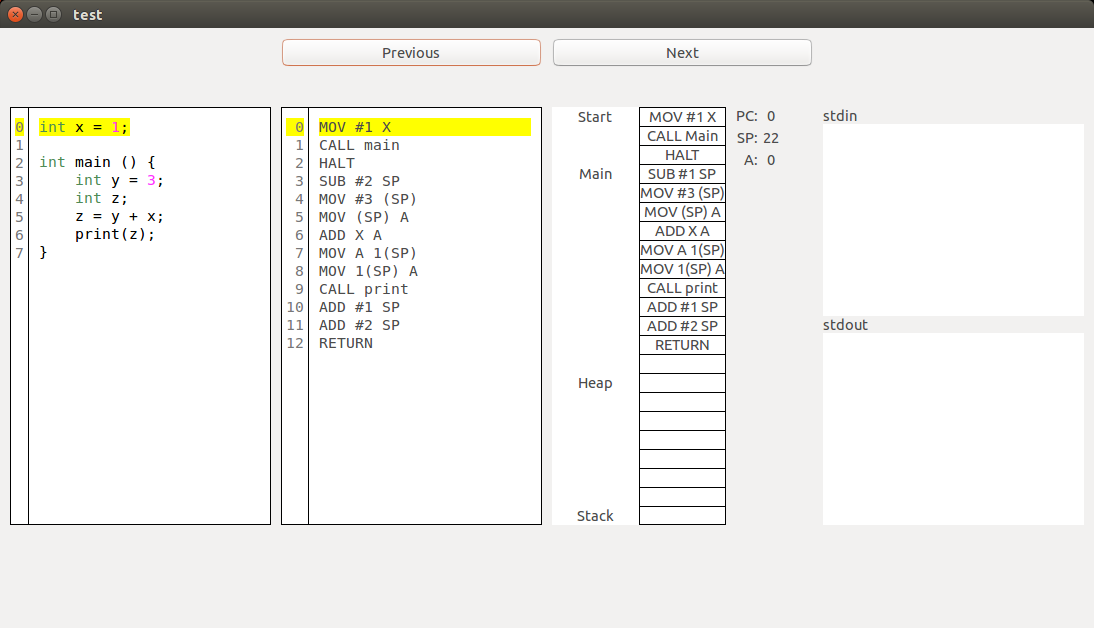 test
Previous
Next
0 int x = 1;
1
2 int main () {
3 int y = 3;
4 int z;
5 z = y + x;
6 print(z);
7 }
0 MOV #1 X
1 CALL main
2 HALT
3 SUB #2 SP
4 MOV #3 (SP)
5 MOV (SP) A
6 ADD X A
7 MOV A 1(SP)
8 MOV 1(SP) A
9 CALL print
10 ADD #1 SP
11 ADD #2 SP
12 RETURN
Start MOV #1 X
CALL Main
HALT
Main SUB #1 SP
MOV #3 (SP)
MOV (SP) A
ADD X A
MOV A 1(SP)
MOV 1(SP) A
CALL print
ADD #1 SP
ADD #2 SP
RETURN
Heap
Stack
PC: 0
SP: 22
A: 0
stdin
stdout